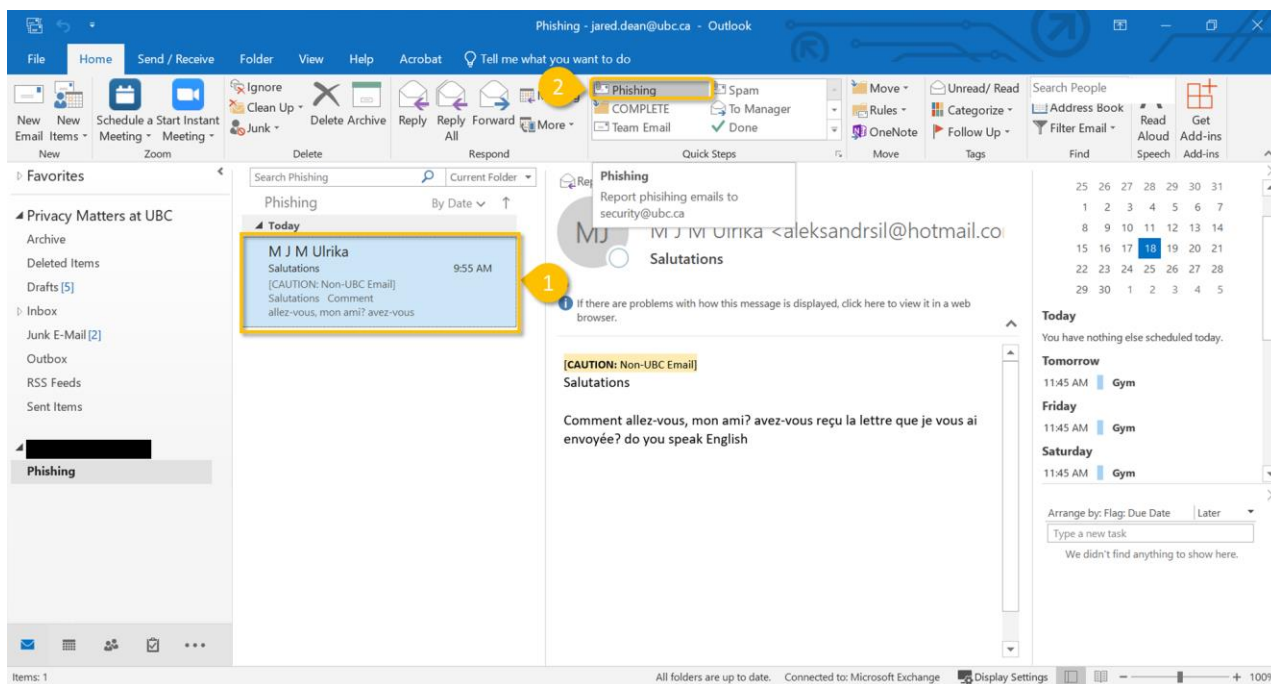 Phishing - jared.dean@ubc.ca - Outlook
File Home Send / Receive Folder View Help Acrobat Tell me what you want to do
New Email
New Items
New
Schedule a Meeting
Start Instant Meeting
Zoom
Ignore
Clean Up
Junk
Delete
Archive
Delete
Reply
Reply All
Forward
More
Respond
2
Phishing
COMPLETE
Team Email
Spam
To Manager
Done
Quick Steps
Move
Rules
OneNote
Move
Unread/ Read
Categorize
Follow Up
Tags
Search People
Address Book
Filter Email
Find
Read Aloud
Speech
Get Add-ins
Add-ins
Phishing
Report phisihing emails to
security@ubc.ca
Favorites
Privacy Matters at UBC
Archive
Deleted Items
Drafts [5]
Inbox
Junk E-Mail [2]
Outbox
RSS Feeds
Sent Items
Phishing
Search Phishing Current Folder
Phishing By Date
Today
M J M Ulrika
Salutations 9:55 AM
[CAUTION: Non-UBC Email]
Salutations Comment
allez-vous, mon ami? avez-vous
1
MJ
M J M Ulrika <aleksandrsil@hotmail.co
Salutations
If there are problems with how this message is displayed, click here to view it in a web
browser.
[CAUTION: Non-UBC Email]
Salutations
Comment allez-vous, mon ami? avez-vous reçu la lettre que je vous ai
envoyée? do you speak English
25 26 27 28 29 30 31
1 2 3 4 5 6 7
8 9 10 11 12 13 14
15 16 17 18 19 20 21
22 23 24 25 26 27 28
29 30 1 2 3 4 5
Today
You have nothing else scheduled today.
Tomorrow
11:45 AM Gym
Friday
11:45 AM Gym
Saturday
11:45 AM Gym
Arrange by: Flag: Due Date Later
Type a new task
We didn't find anything to show here.
Items: 1
All folders are up to date. Connected to: Microsoft Exchange Display Settings 100%